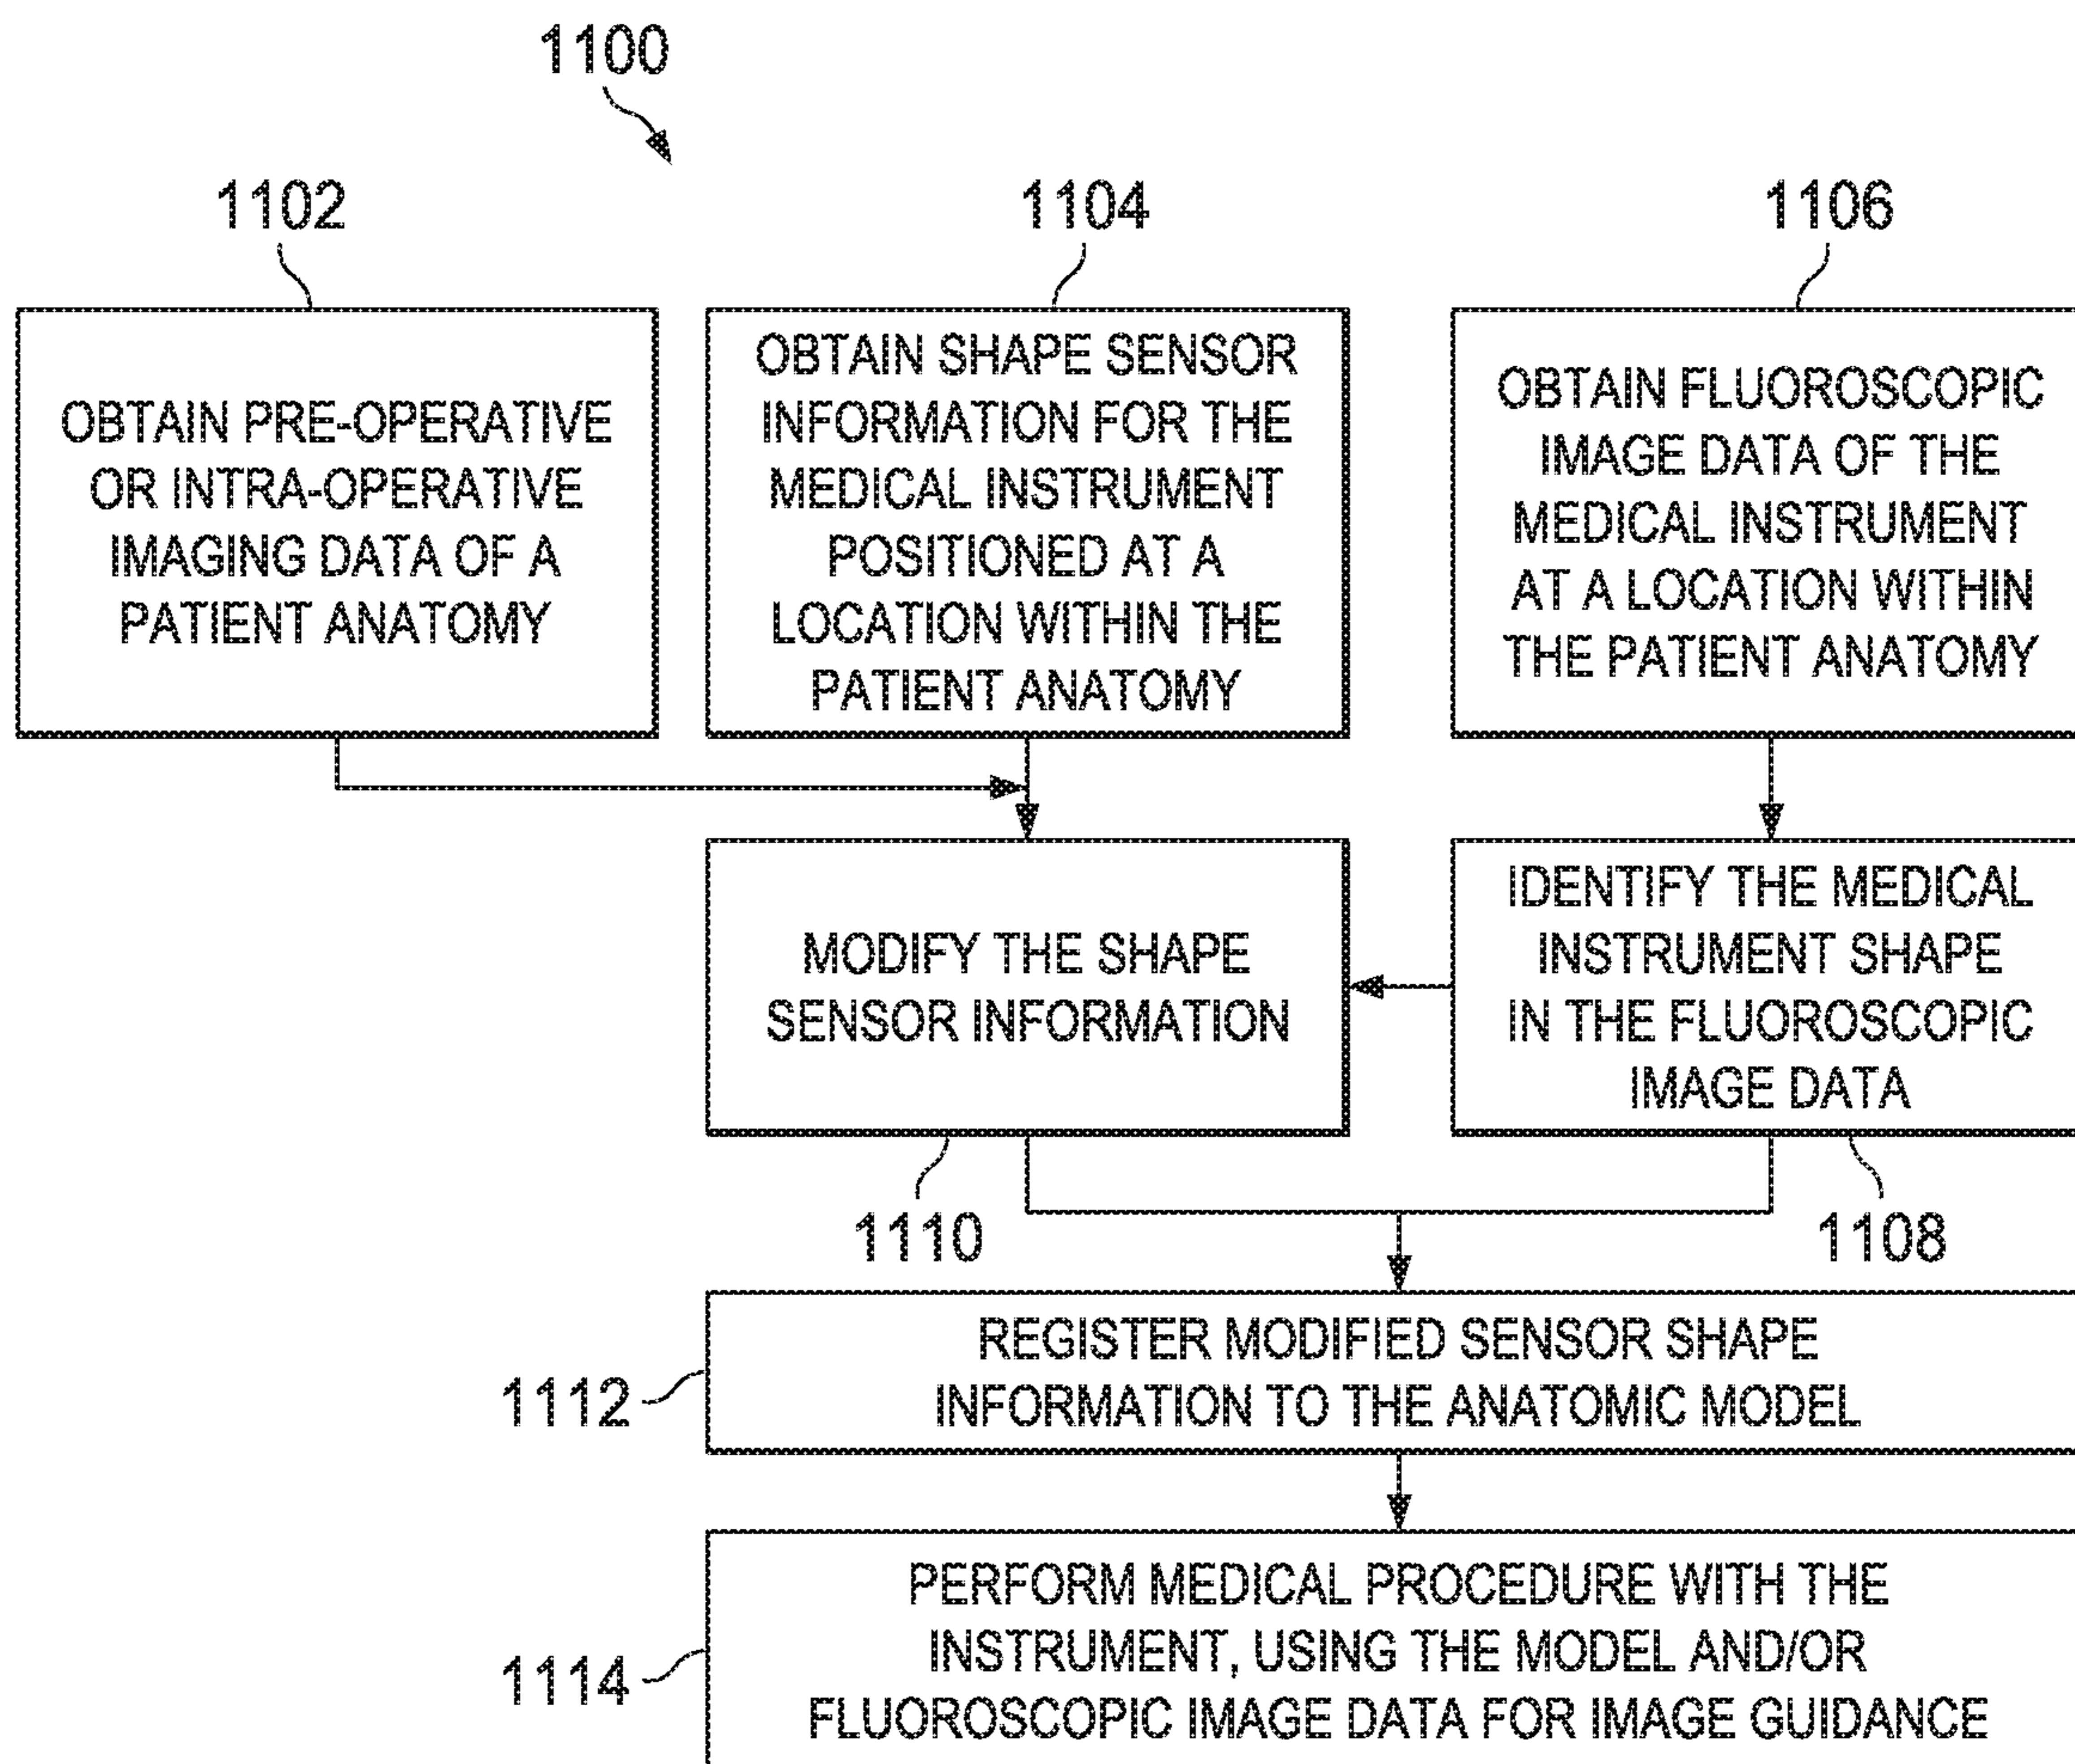 1100
1102
OBTAIN PRE-OPERATIVE
OR INTRA-OPERATIVE
IMAGING DATA OF A
PATIENT ANATOMY
1104
OBTAIN SHAPE SENSOR
INFORMATION FOR THE
MEDICAL INSTRUMENT
POSITIONED AT A
LOCATION WITHIN THE
PATIENT ANATOMY
1106
OBTAIN FLUOROSCOPIC
IMAGE DATA OF THE
MEDICAL INSTRUMENT
AT A LOCATION WITHIN
THE PATIENT ANATOMY
MODIFY THE SHAPE
SENSOR INFORMATION
1110
IDENTIFY THE MEDICAL
INSTRUMENT SHAPE
IN THE FLUOROSCOPIC
IMAGE DATA
1108
1112
REGISTER MODIFIED SENSOR SHAPE
INFORMATION TO THE ANATOMIC MODEL
1114
PERFORM MEDICAL PROCEDURE WITH THE
INSTRUMENT, USING THE MODEL AND/OR
FLUOROSCOPIC IMAGE DATA FOR IMAGE GUIDANCE